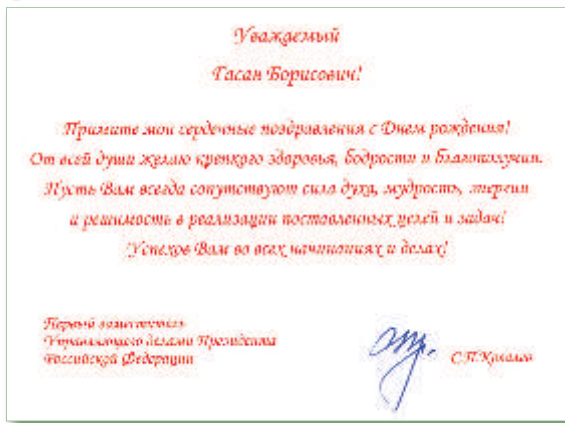 Уважаемый
Гасан Борисович!
Примите мои сердечные поздравления с Днем рождения!
От всей души желаю крепкого здоровья, бодрости и благополучия.
Пусть Вам всегда сопутствуют сила духа, мудрость, энергия
и решимость в реализации поставленных целей и задач!
Успехов Вам во всех начинаниях и делах!
Первый заместитель
Управляющего делами Президента
Российской Федерации
С.П.Ковалев